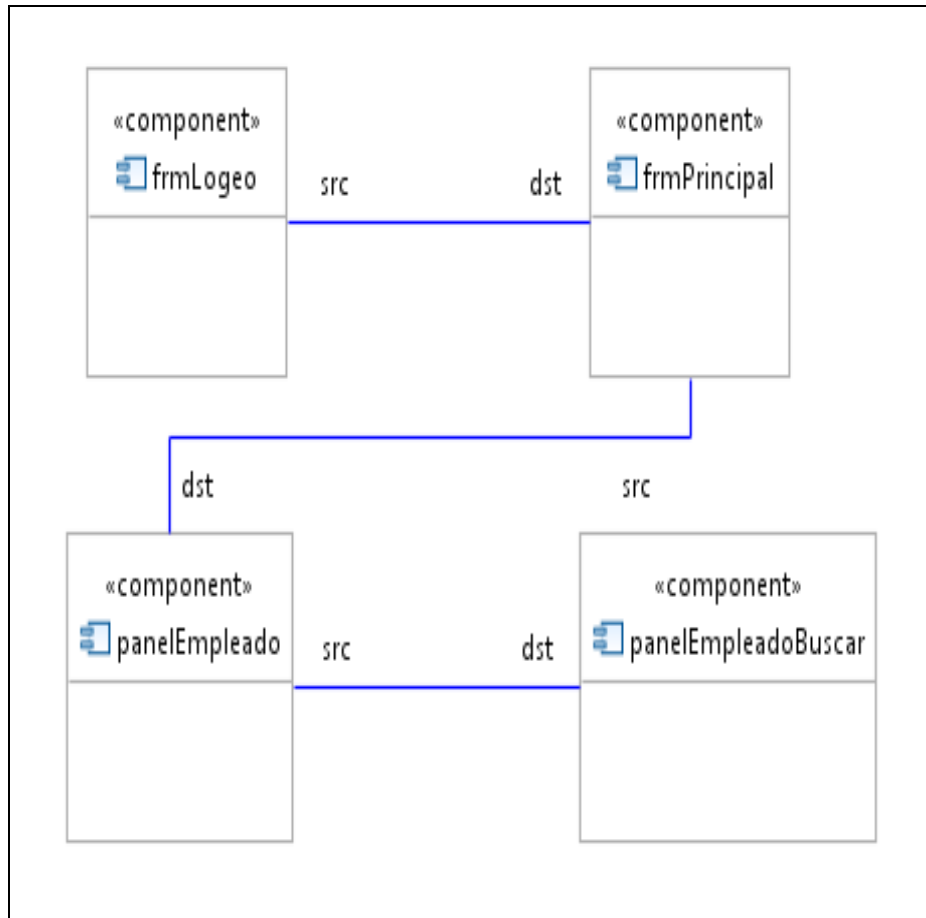 «component»
frmLogeo
src
dst
«component»
frmPrincipal
dst
src
«component»
panelEmpleado
src
dst
«component»
panelEmpleadoBuscar